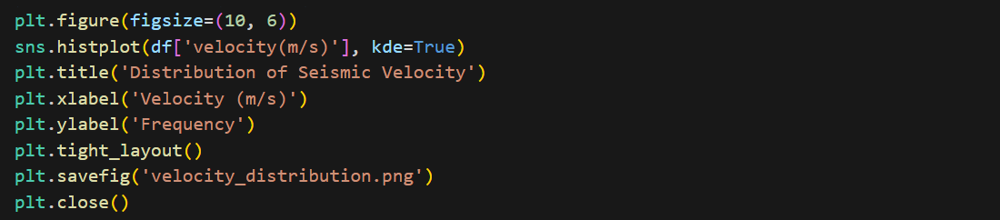 plt.figure(figsize=(10, 6))
sns.histplot(df['velocity(m/s)'], kde=True)
plt.title('Distribution of Seismic Velocity')
plt.xlabel('Velocity (m/s)')
plt.ylabel('Frequency')
plt.tight_layout()
plt.savefig('velocity_distribution.png')
plt.close()